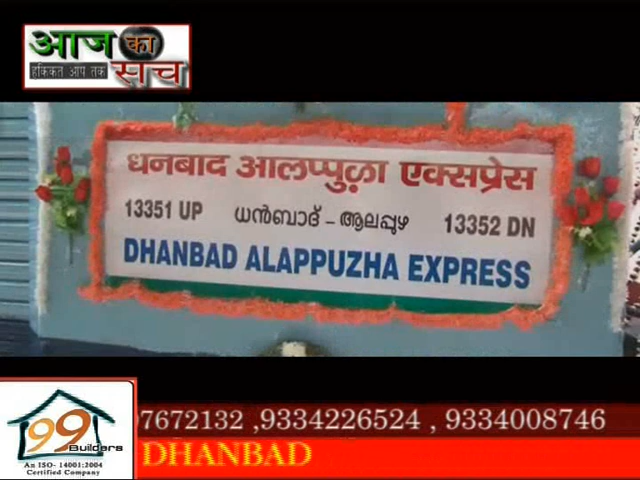 आज का
हकिकत आप तक
सच
धनबाद आलप्पुळा एक्सप्रेस
13351 UP ധൻബാദ് - ആലപ്പുഴ 13352 DN
DHANBAD ALAPPUZHA EXPRESS
97672132 ,9334226524 , 9334008746
99
Builders
An ISO- 14001:2004
Certified Company
DHANBAD